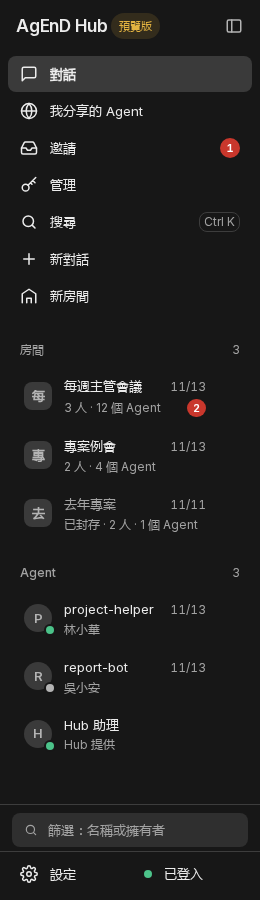 AgEnD Hub 預覽版
對話
我分享的 Agent
邀請 1
管理
搜尋 Ctrl K
新對話
新房間
房間 3
每 每週主管會議 11/13
3 人 · 12 個 Agent 2
專 專案例會 11/13
2 人 · 4 個 Agent
去 去年專案 11/11
已封存 · 2 人 · 1 個 Agent
Agent 3
P project-helper 11/13
林小華
R report-bot 11/13
吳小安
H Hub 助理
Hub 提供
篩選：名稱或擁有者
設定 已登入